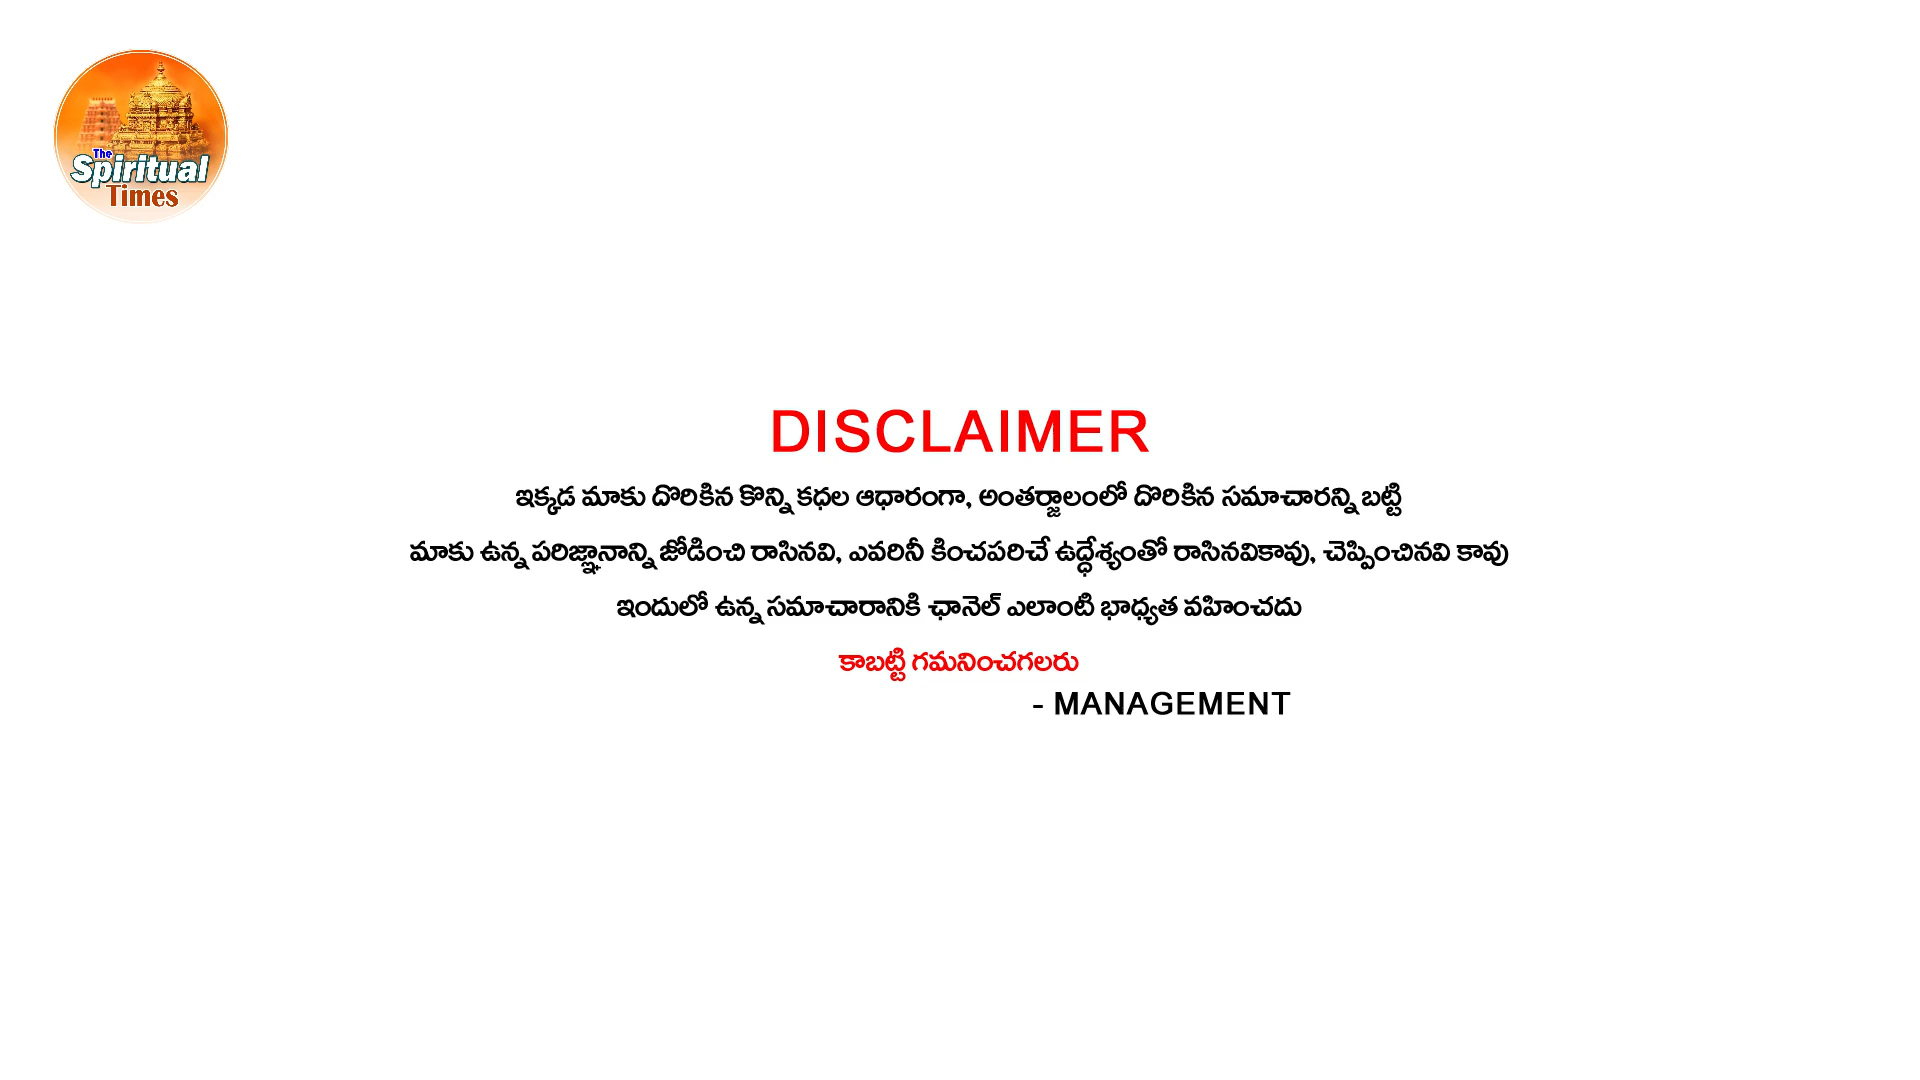 The
Spiritual
Times
DISCLAIMER
ఇక్కడ మాకు దొరికిన కొన్ని కధల ఆధారంగా, అంతర్జాలంలో దొరికిన సమాచారన్ని బట్టి
మాకు ఉన్న పరిజ్ఞానాన్ని జోడించి రాసినవి, ఎవరినీ కించపరిచే ఉద్ధేశ్యంతో రాసినవికావు, చెప్పించినవి కావు
ఇందులో ఉన్న సమాచారానికి ఛానెల్ ఎలాంటి భాధ్యత వహించదు
కాబట్టి గమనించగలరు
- MANAGEMENT